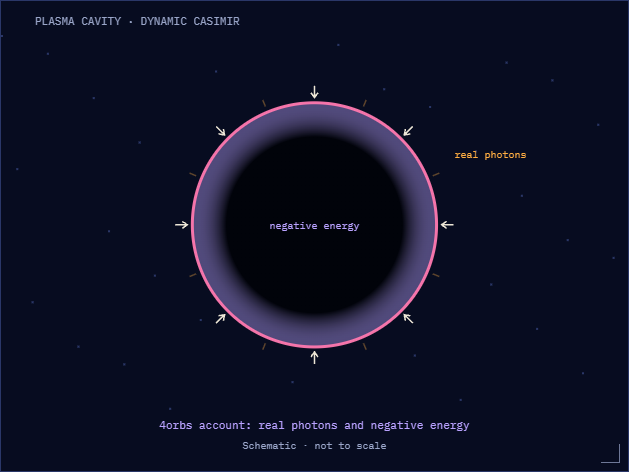 PLASMA CAVITY · DYNAMIC CASIMIR
real photons
negative energy
4orbs account: real photons and negative energy
Schematic · not to scale